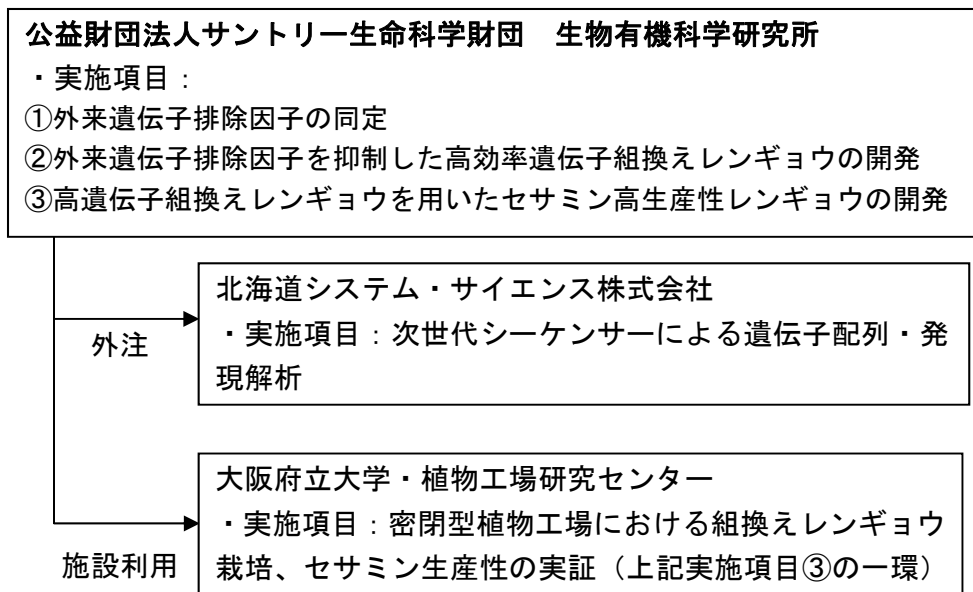 公益財団法人サントリー生命科学財団　生物有機科学研究所
・実施項目：
①外来遺伝子排除因子の同定
②外来遺伝子排除因子を抑制した高効率遺伝子組換えレンギョウの開発
③高遺伝子組換えレンギョウを用いたセサミン高生産性レンギョウの開発
北海道システム・サイエンス株式会社
・実施項目：次世代シーケンサーによる遺伝子配列・発
現解析
外注
大阪府立大学・植物工場研究センター
・実施項目：密閉型植物工場における組換えレンギョウ
栽培、セサミン生産性の実証（上記実施項目③の一環）
施設利用